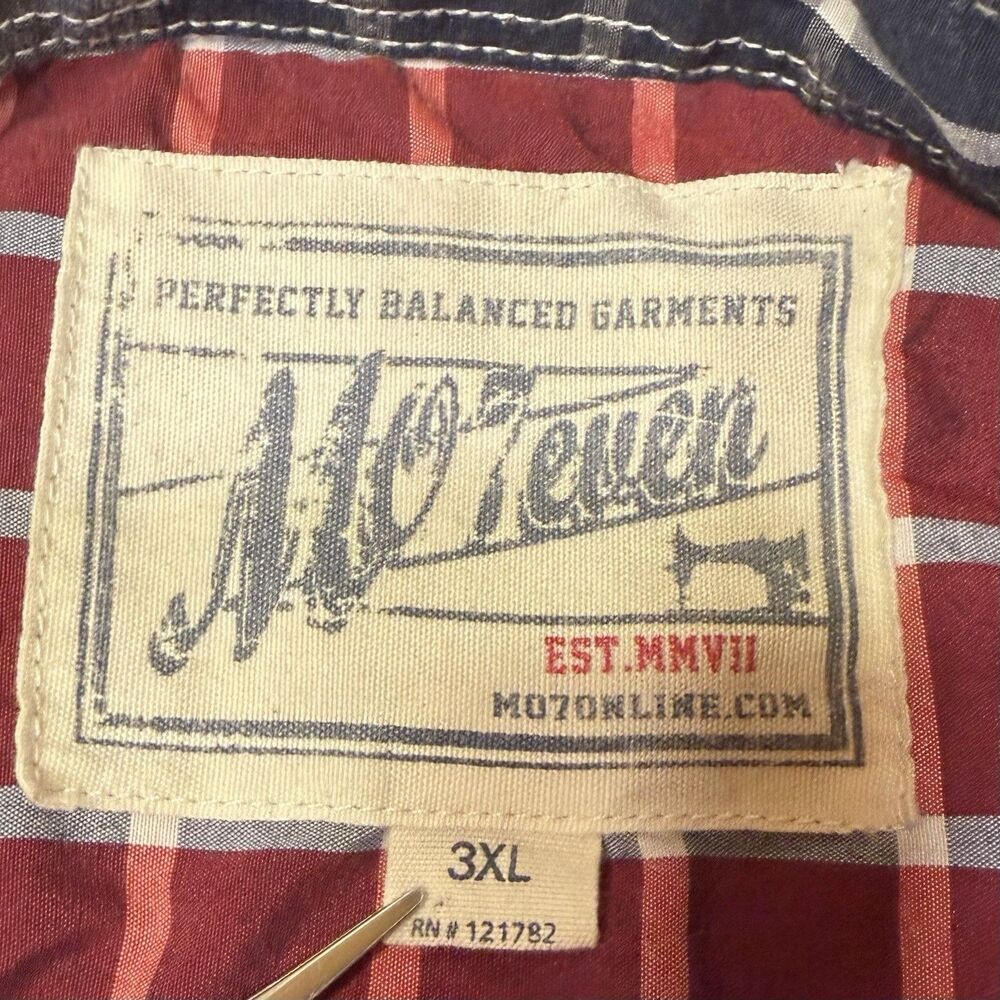 PERFECTLY BALANCED GARMENTS
MO7even
EST.MMVII
MO7ONLINE.COM
3XL
RN # 121782